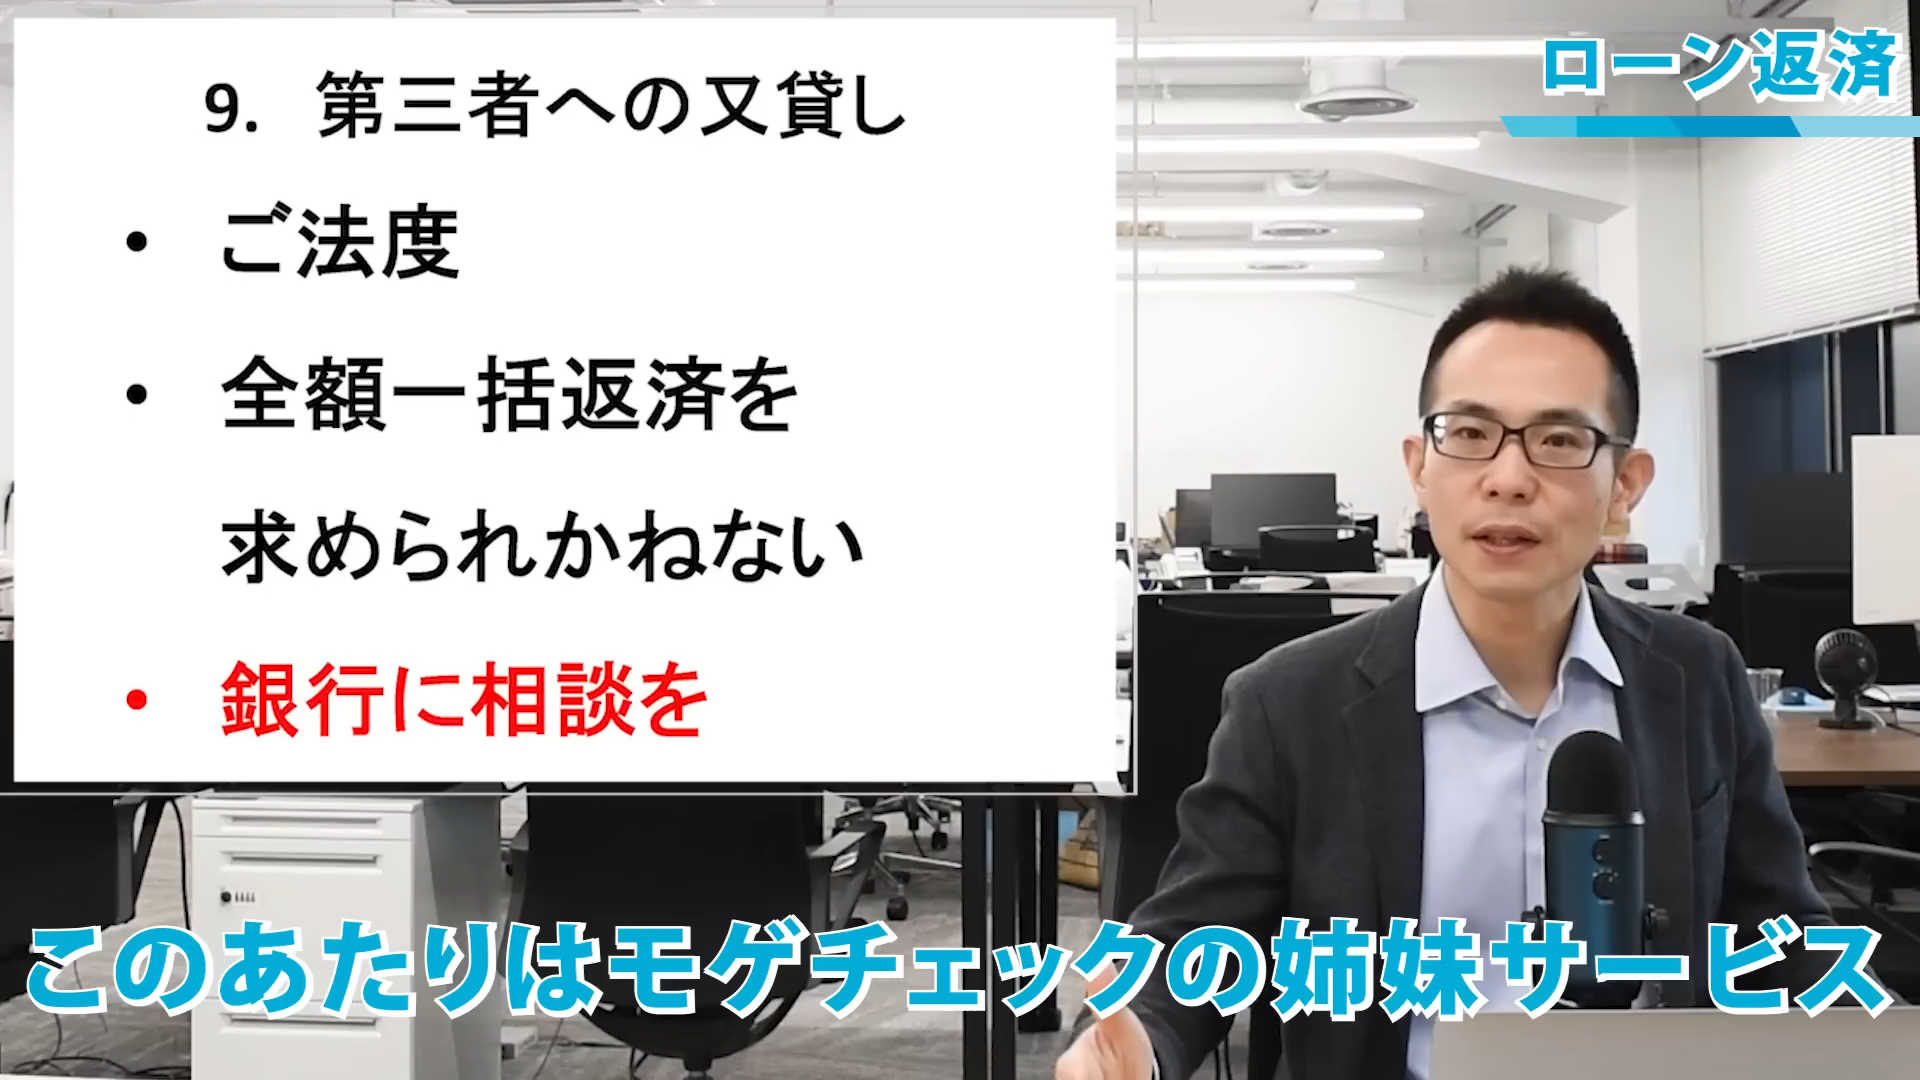 9. 第三者への又貸し
• ご法度
• 全額一括返済を
求められかねない
• 銀行に相談を
ローン返済
このあたりはモゲチェックの姉妹サービス